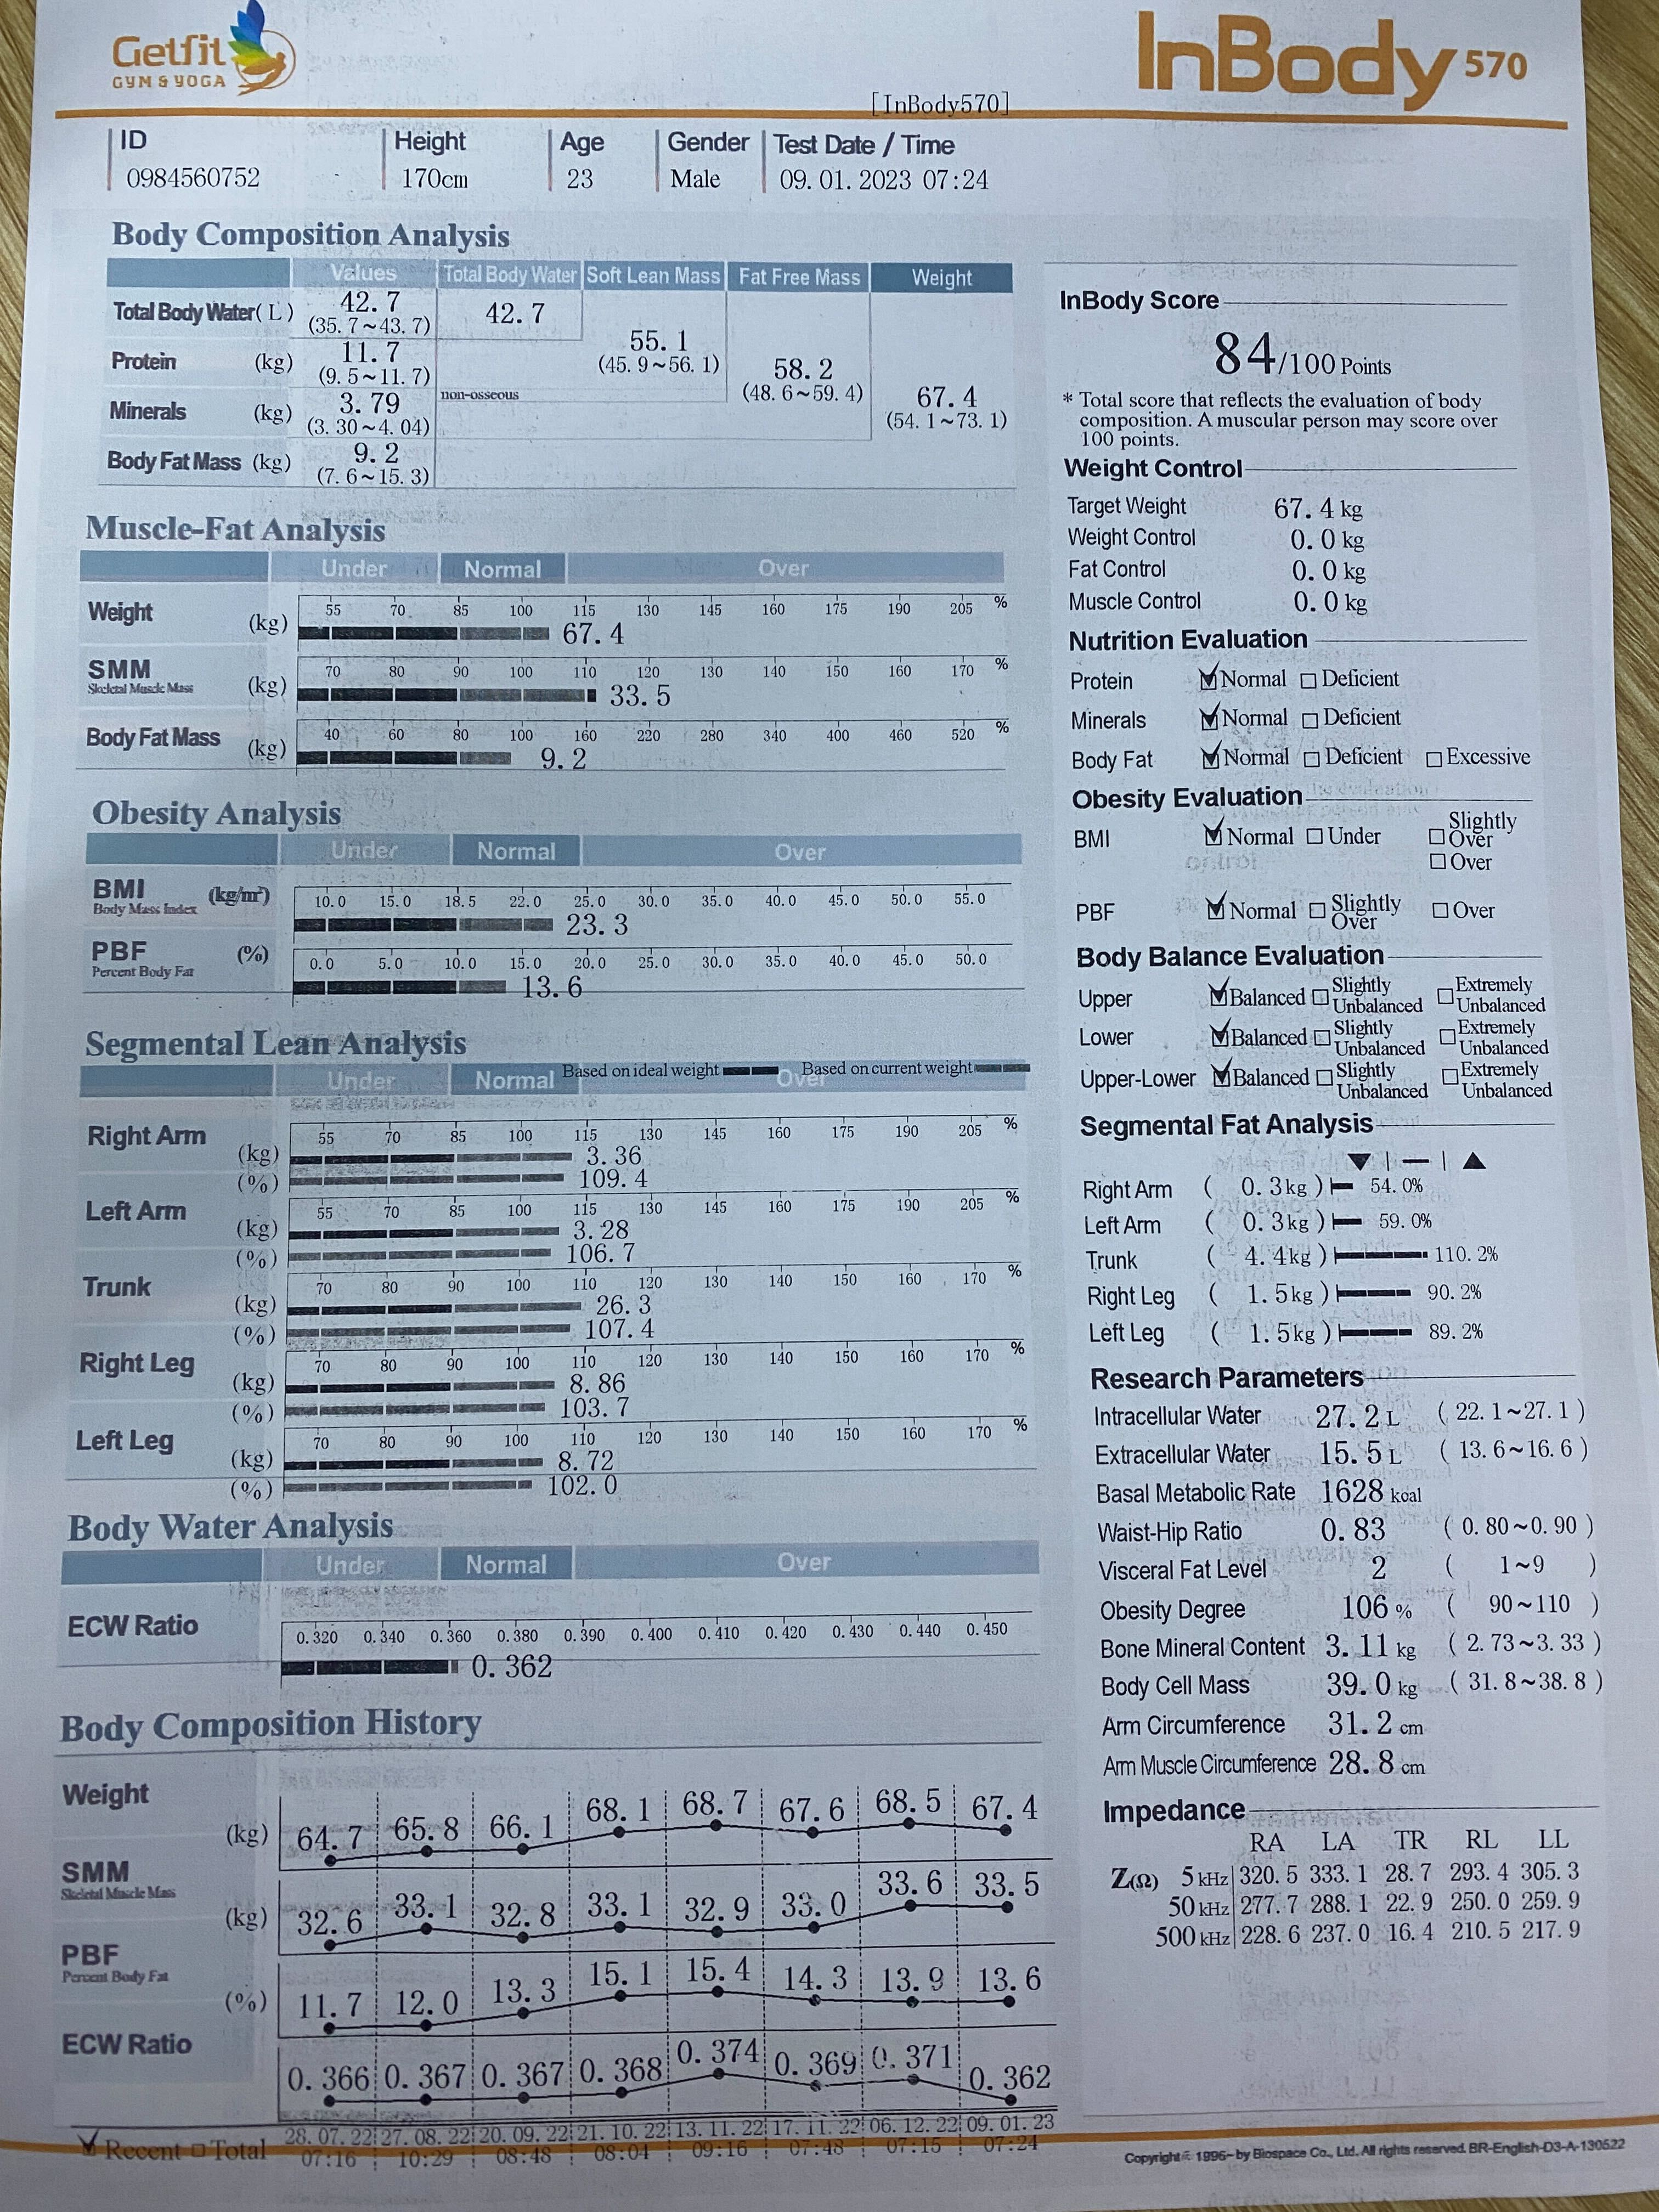 Getfit
GYM & YOGA
InBody 570
[InBody570]
ID Height Age Gender Test Date / Time
0984560752 170cm 23 Male 09. 01. 2023 07:24
Body Composition Analysis
Values Total Body Water Soft Lean Mass Fat Free Mass Weight
Total Body Water( L ) 42. 7 (35. 7~43. 7) 42. 7 55. 1 (45. 9~56. 1) 58. 2 (48. 6~59. 4) 67. 4 (54. 1~73. 1)
Protein (kg) 11. 7 (9. 5~11. 7)
non-osseous
Minerals (kg) 3. 79 (3. 30~4. 04)
Body Fat Mass (kg) 9. 2 (7. 6~15. 3)
Muscle-Fat Analysis
Under Normal Over
Weight (kg) 55 70 85 100 115 130 145 160 175 190 205 %
67. 4
SMM (kg) 70 80 90 100 110 120 130 140 150 160 170 %
Skeletal Muscle Mass 33. 5
Body Fat Mass (kg) 40 60 80 100 160 220 280 340 400 460 520 %
9. 2
Obesity Analysis
Under Normal Over
BMI (kg/m²) 10. 0 15. 0 18. 5 22. 0 25. 0 30. 0 35. 0 40. 0 45. 0 50. 0 55. 0
Body Mass Index 23. 3
PBF (%) 0. 0 5. 0 10. 0 15. 0 20. 0 25. 0 30. 0 35. 0 40. 0 45. 0 50. 0
Percent Body Fat 13. 6
Segmental Lean Analysis
Based on ideal weight Based on current weight
Under Normal Over
Right Arm 55 70 85 100 115 130 145 160 175 190 205 %
(kg) 3. 36
(%) 109. 4
Left Arm 55 70 85 100 115 130 145 160 175 190 205 %
(kg) 3. 28
(%) 106. 7
Trunk 70 80 90 100 110 120 130 140 150 160 170 %
(kg) 26. 3
(%) 107. 4
Right Leg 70 80 90 100 110 120 130 140 150 160 170 %
(kg) 8. 86
(%) 103. 7
Left Leg 70 80 90 100 110 120 130 140 150 160 170 %
(kg) 8. 72
(%) 102. 0
Body Water Analysis
Under Normal Over
ECW Ratio 0. 320 0. 340 0. 360 0. 380 0. 390 0. 400 0. 410 0. 420 0. 430 0. 440 0. 450
0. 362
Body Composition History
Weight (kg) 64. 7 65. 8 66. 1 68. 1 68. 7 67. 6 68. 5 67. 4
SMM (kg) 32. 6 33. 1 32. 8 33. 1 32. 9 33. 0 33. 6 33. 5
Skeletal Muscle Mass
PBF (%) 11. 7 12. 0 13. 3 15. 1 15. 4 14. 3 13. 9 13. 6
Percent Body Fat
ECW Ratio 0. 366 0. 367 0. 367 0. 368 0. 374 0. 369 0. 371 0. 362
Recent Total 28. 07. 22 27. 08. 22 20. 09. 22 21. 10. 22 13. 11. 22 17. 11. 22 06. 12. 22 09. 01. 23
07:16 10:29 08:48 08:04 09:16 07:48 07:15 07:24
InBody Score
84/100 Points
* Total score that reflects the evaluation of body
composition. A muscular person may score over
100 points.
Weight Control
Target Weight 67. 4 kg
Weight Control 0. 0 kg
Fat Control 0. 0 kg
Muscle Control 0. 0 kg
Nutrition Evaluation
Protein Normal Deficient
Minerals Normal Deficient
Body Fat Normal Deficient Excessive
Obesity Evaluation
BMI Normal Under Slightly Over
Over
PBF Normal Slightly Over Over
Body Balance Evaluation
Upper Balanced Slightly Unbalanced Extremely Unbalanced
Lower Balanced Slightly Unbalanced Extremely Unbalanced
Upper-Lower Balanced Slightly Unbalanced Extremely Unbalanced
Segmental Fat Analysis
Right Arm ( 0. 3kg ) 54. 0%
Left Arm ( 0. 3kg ) 59. 0%
Trunk ( 4. 4kg ) 110. 2%
Right Leg ( 1. 5kg ) 90. 2%
Left Leg ( 1. 5kg ) 89. 2%
Research Parameters
Intracellular Water 27. 2 L ( 22. 1~27. 1 )
Extracellular Water 15. 5 L ( 13. 6~16. 6 )
Basal Metabolic Rate 1628 kcal
Waist-Hip Ratio 0. 83 ( 0. 80~0. 90 )
Visceral Fat Level 2 ( 1~9 )
Obesity Degree 106 % ( 90~110 )
Bone Mineral Content 3. 11 kg ( 2. 73~3. 33 )
Body Cell Mass 39. 0 kg ( 31. 8~38. 8 )
Arm Circumference 31. 2 cm
Arm Muscle Circumference 28. 8 cm
Impedance
RA LA TR RL LL
Z(Ω) 5 kHz 320. 5 333. 1 28. 7 293. 4 305. 3
50 kHz 277. 7 288. 1 22. 9 250. 0 259. 9
500 kHz 228. 6 237. 0 16. 4 210. 5 217. 9
Copyright© 1996~ by Biospace Co., Ltd. All rights reserved. BR-English-D3-A-130522